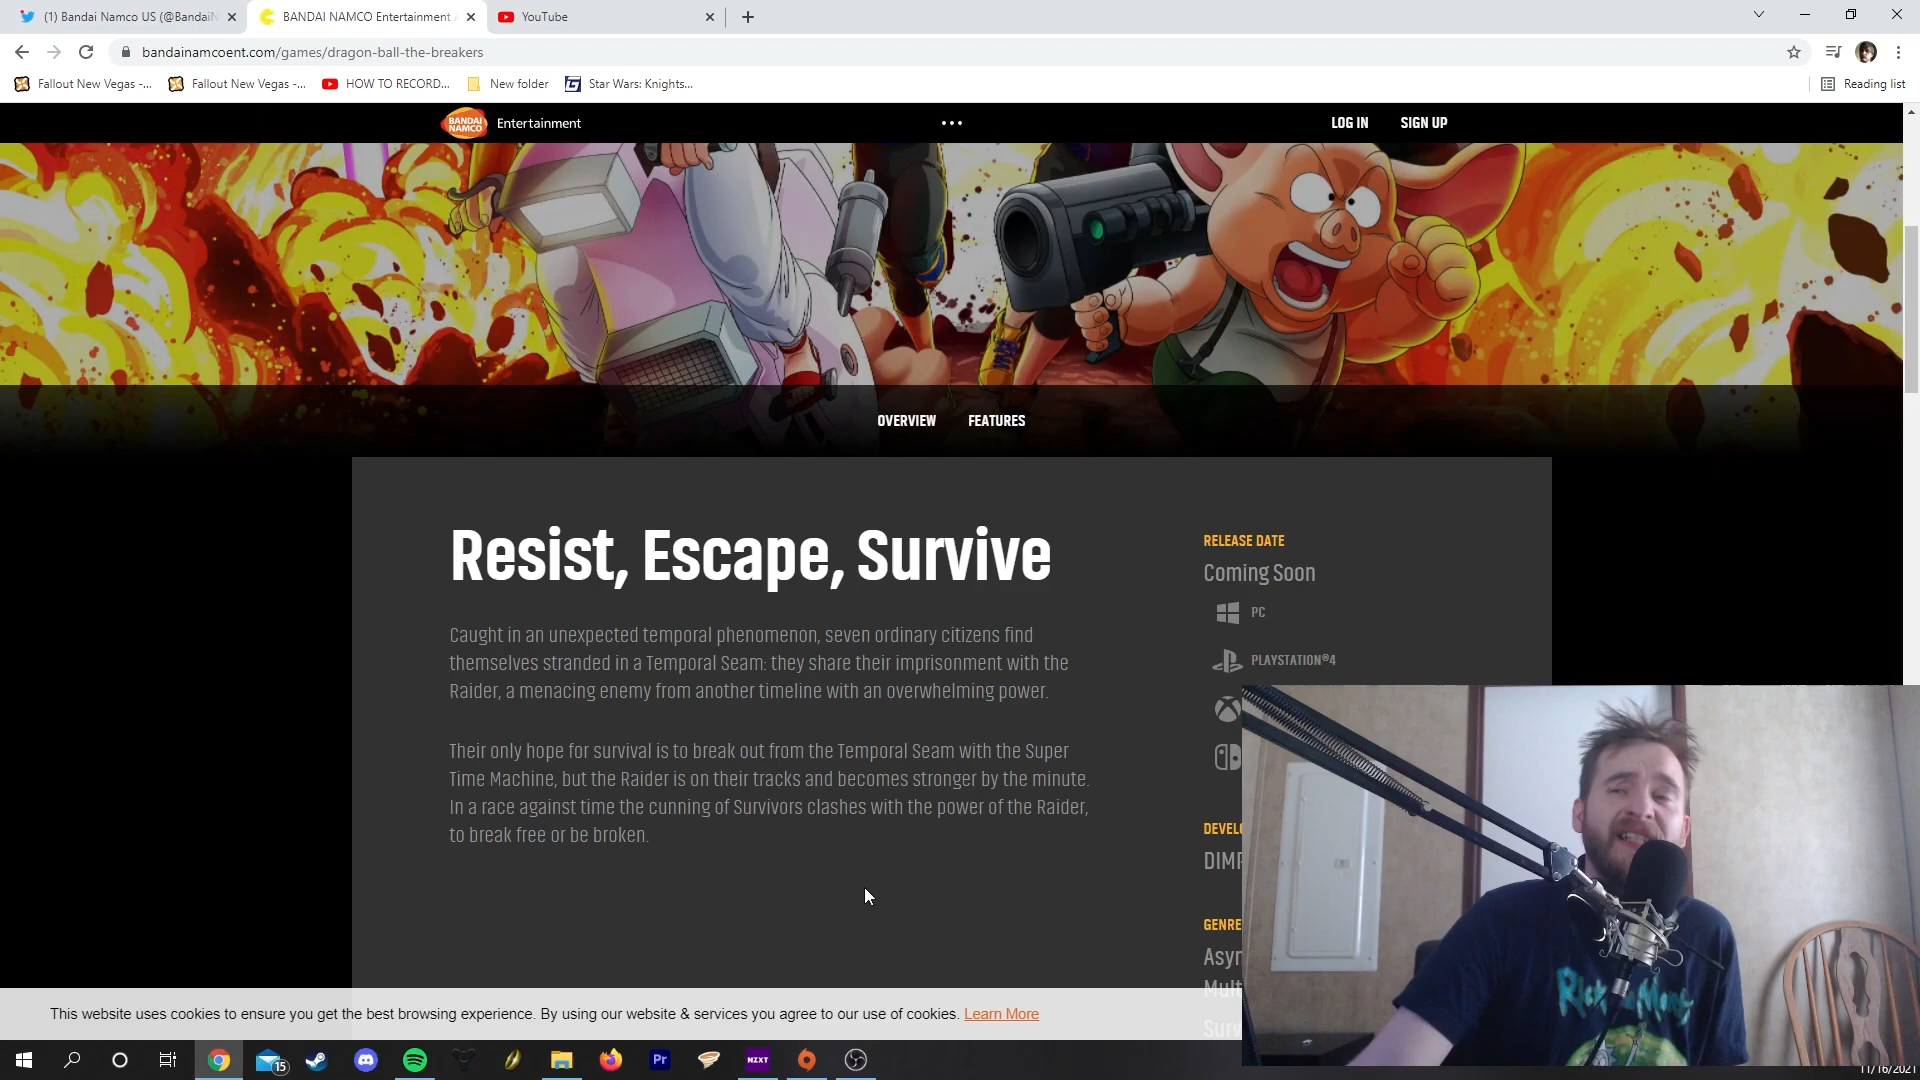 (1) Bandai Namco US (@BandaiN
BANDAI NAMCO Entertainment
YouTube
bandainamcoent.com/games/dragon-ball-the-breakers
Fallout New Vegas -...
Fallout New Vegas -...
HOW TO RECORD...
New folder
Star Wars: Knights...
Reading list
BANDAI NAMCO Entertainment
LOG IN
SIGN UP
OVERVIEW
FEATURES
Resist, Escape, Survive
Caught in an unexpected temporal phenomenon, seven ordinary citizens find
themselves stranded in a Temporal Seam: they share their imprisonment with the
Raider, a menacing enemy from another timeline with an overwhelming power.
Their only hope for survival is to break out from the Temporal Seam with the Super
Time Machine, but the Raider is on their tracks and becomes stronger by the minute.
In a race against time the cunning of Survivors clashes with the power of the Raider,
to break free or be broken.
RELEASE DATE
Coming Soon
PC
PLAYSTATION®4
DEVEL
DIMP
GENRE
Asyn
Mult
Surv
Rick and Morty
This website uses cookies to ensure you get the best browsing experience. By using our website & services you agree to our use of cookies. Learn More
15
Pr
NZXT
11/16/2021